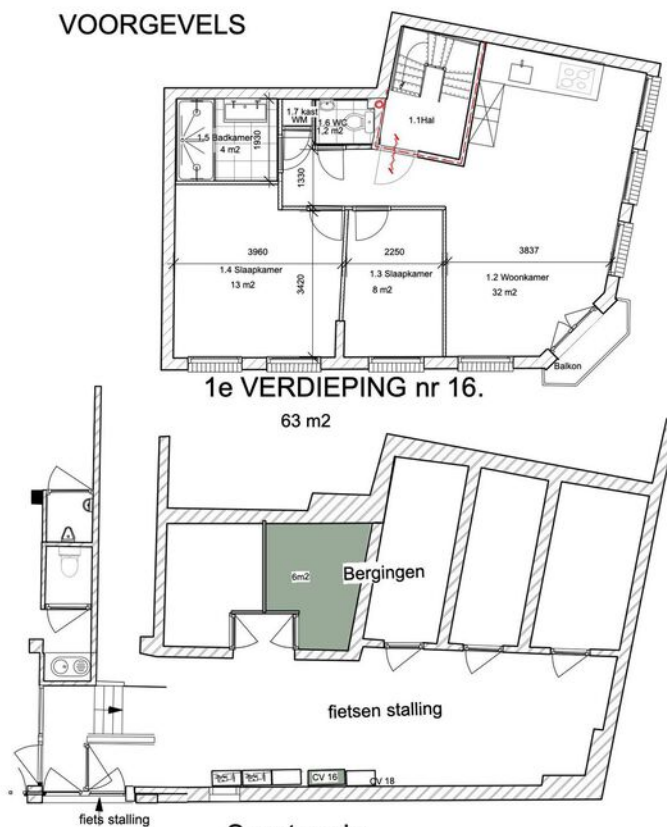 VOORGEVELS
1.7 kast
WM
1.6 WC
1,2 m2
1.1Hal
1.5 Badkamer
4 m2
1930
1330
3960
2250
3837
1.4 Slaapkamer
13 m2
3420
1.3 Slaapkamer
8 m2
1.2 Woonkamer
32 m2
Balkon
1e VERDIEPING nr 16.
63 m2
6m2
Bergingen
fietsen stalling
CV 16
CV 18
fiets stalling